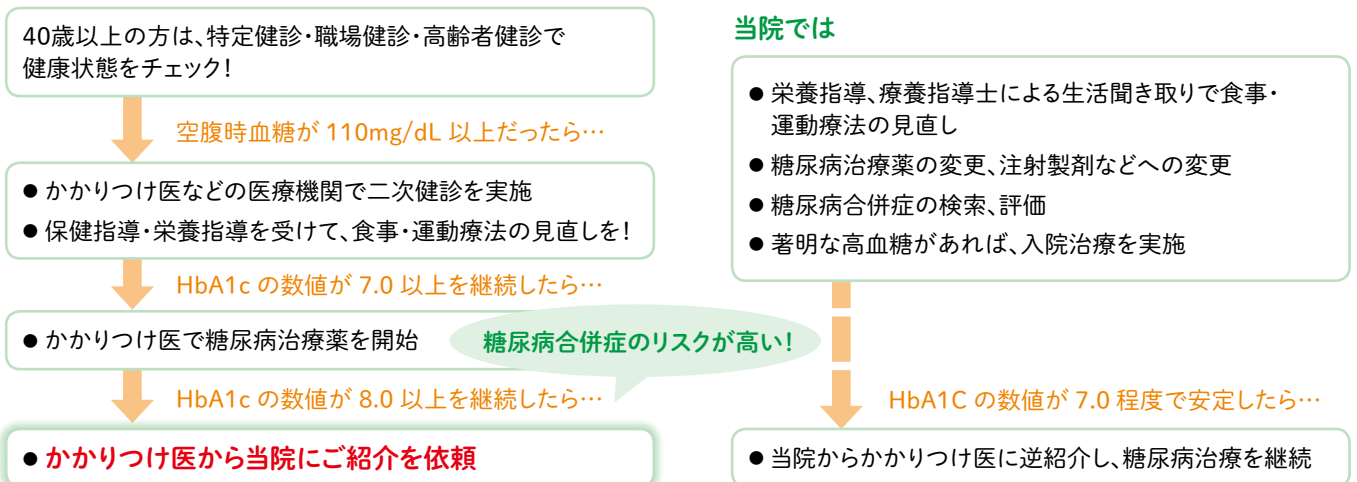 40歳以上の方は、特定健診・職場健診・高齢者健診で
健康状態をチェック!
空腹時血糖が 110mg/dL 以上だったら…
● かかりつけ医などの医療機関で二次健診を実施
● 保健指導・栄養指導を受けて、食事・運動療法の見直しを!
HbA1c の数値が 7.0 以上を継続したら…
● かかりつけ医で糖尿病治療薬を開始
糖尿病合併症のリスクが高い!
HbA1c の数値が 8.0 以上を継続したら…
● かかりつけ医から当院にご紹介を依頼
当院では
● 栄養指導、療養指導士による生活聞き取りで食事・
運動療法の見直し
● 糖尿病治療薬の変更、注射製剤などへの変更
● 糖尿病合併症の検索、評価
● 著明な高血糖があれば、入院治療を実施
HbA1C の数値が 7.0 程度で安定したら…
● 当院からかかりつけ医に逆紹介し、糖尿病治療を継続